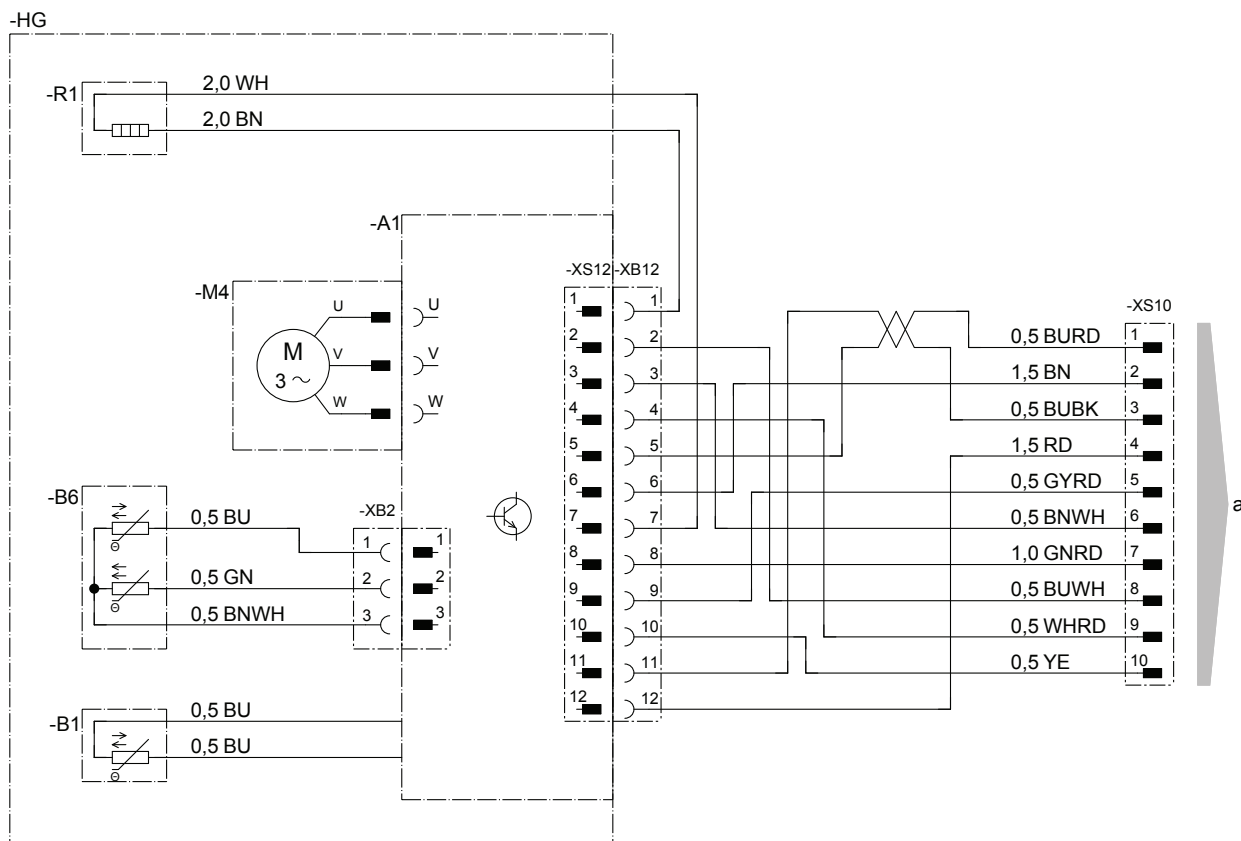 -HG
-R1
2,0 WH
2,0 BN
-A1
-M4
M
3 ~
U
V
W
U
V
W
-B6
0,5 BU
0,5 GN
0,5 BNWH
Θ
Θ
-XB2
1
2
3
1
2
3
-B1
0,5 BU
0,5 BU
Θ
-XS12
1
2
3
4
5
6
7
8
9
10
11
12
-XB12
1
2
3
4
5
6
7
8
9
10
11
12
-XS10
0,5 BURD 1
1,5 BN 2
0,5 BUBK 3
1,5 RD 4
0,5 GYRD 5
0,5 BNWH 6
1,0 GNRD 7
0,5 BUWH 8
0,5 WHRD 9
0,5 YE 10
a